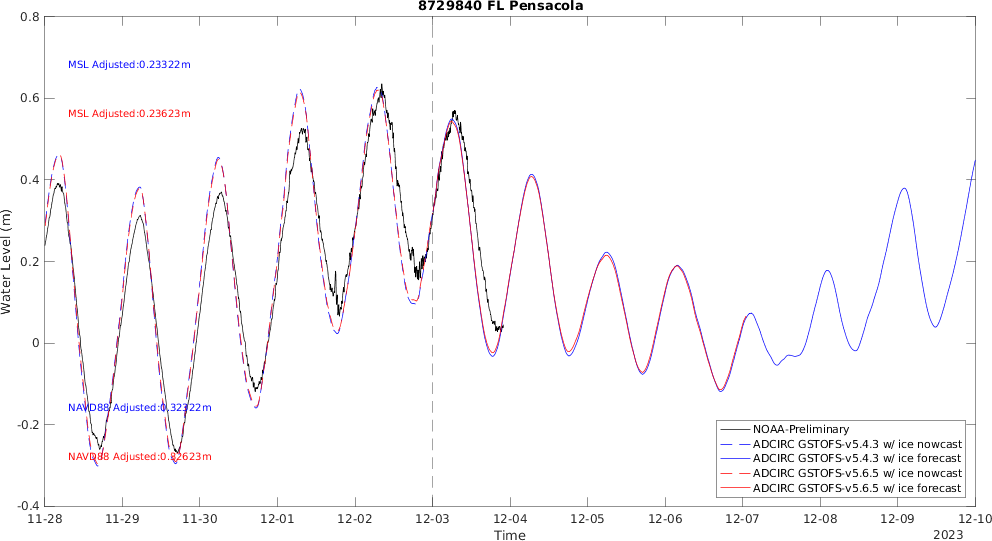 8729840 FL Pensacola
0.8
MSL Adjusted:0.23322m
0.6
MSL Adjusted:0.23623m
0.4
Water Level (m)
0.2
0
NAVD88 Adjusted:0.32322m
-0.2
NOAA-Preliminary
ADCIRC GSTOFS-v5.4.3 w/ ice nowcast
NAVD88 Adjusted:0.32623m
ADCIRC GSTOFS-v5.4.3 w/ ice forecast
ADCIRC GSTOFS-v5.6.5 w/ ice nowcast
ADCIRC GSTOFS-v5.6.5 w/ ice forecast
-0.4
11-28 11-29 11-30 12-01 12-02 12-03 12-04 12-05 12-06 12-07 12-08 12-09 12-10
Time
2023